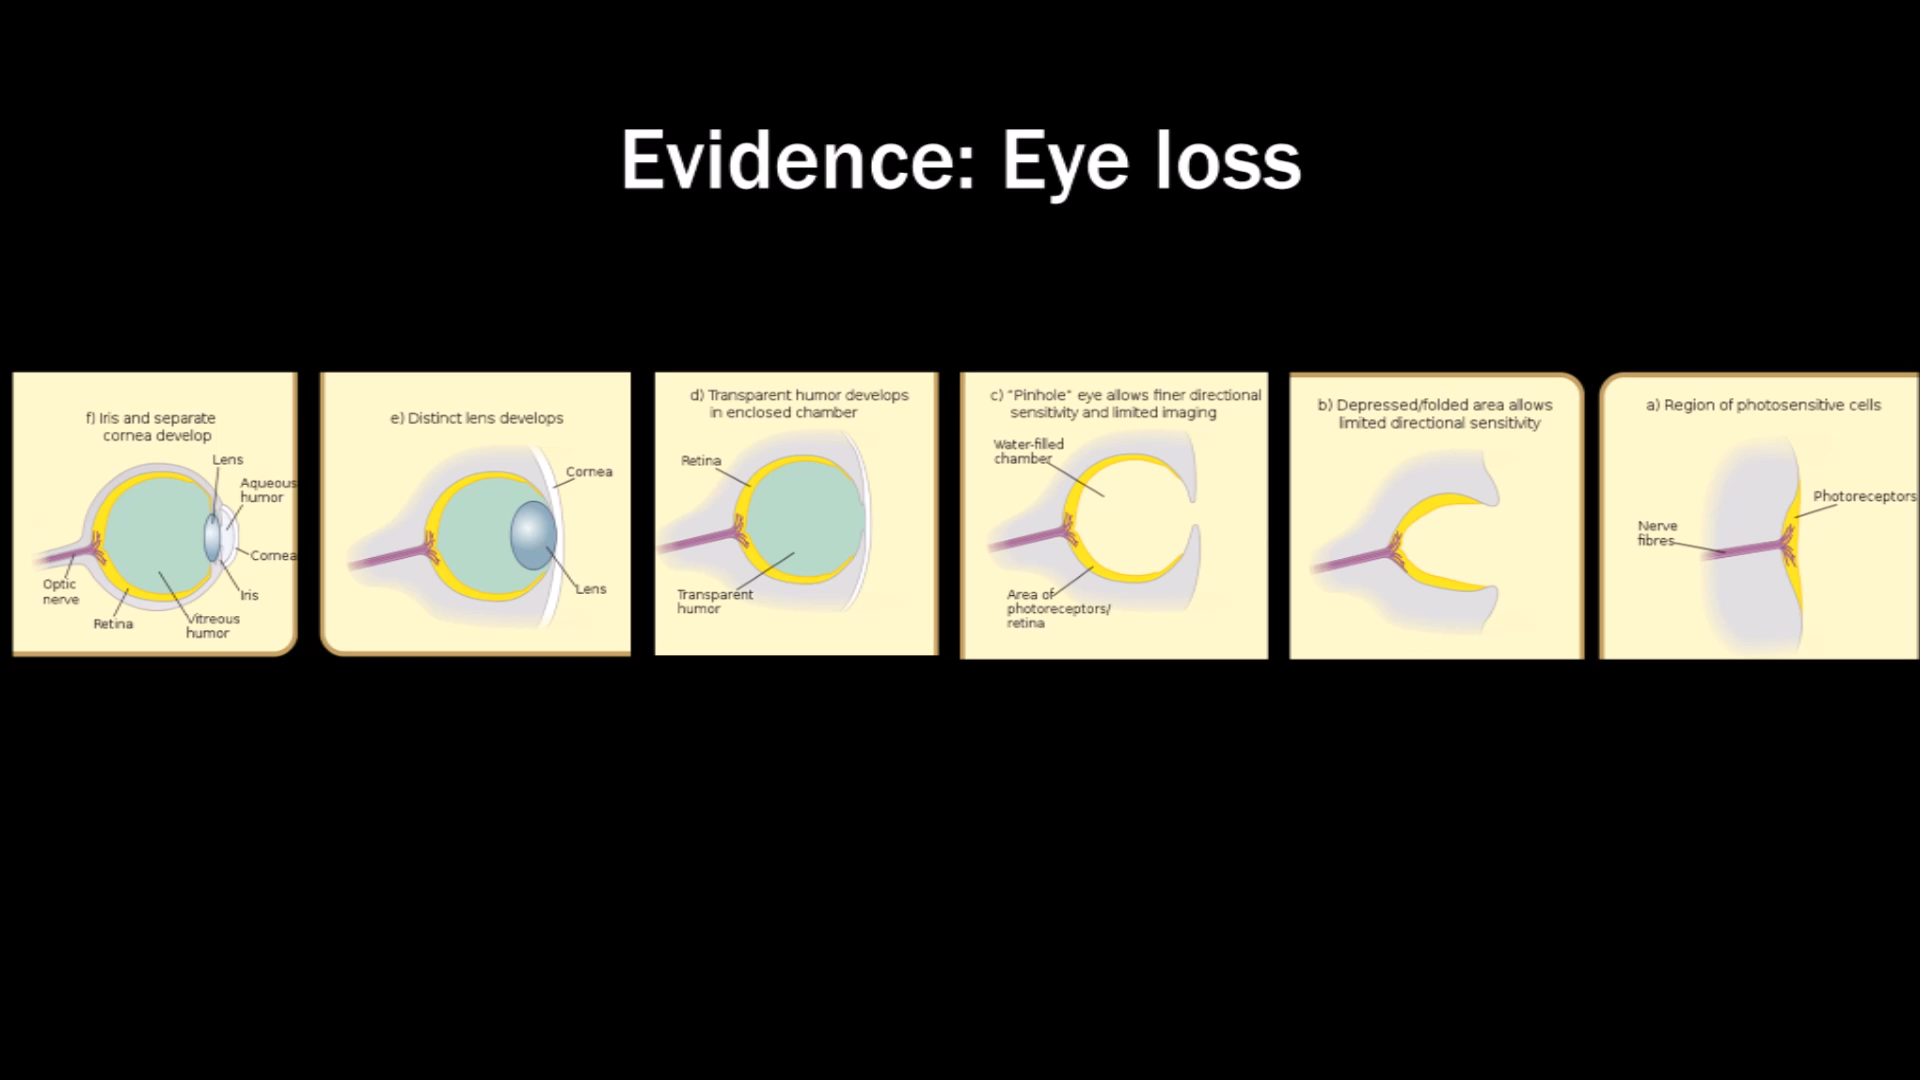 Evidence: Eye loss
f) Iris and separate
cornea develop
Lens
Aqueous
humor
Cornea
Iris
Optic
nerve
Retina
Vitreous
humor
e) Distinct lens develops
Cornea
Lens
d) Transparent humor develops
in enclosed chamber
Retina
Transparent
humor
c) "Pinhole" eye allows finer directional
sensitivity and limited imaging
Water-filled
chamber
Area of
photoreceptors/
retina
b) Depressed/folded area allows
limited directional sensitivity
a) Region of photosensitive cells
Photoreceptors
Nerve
fibres